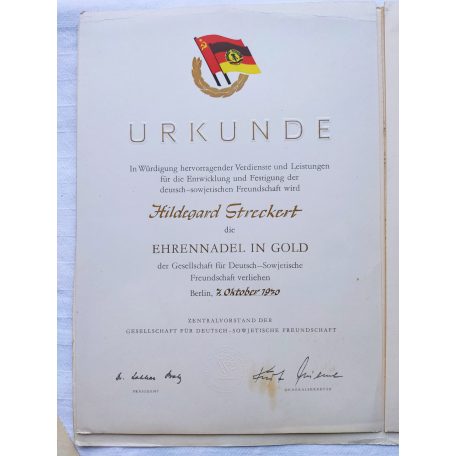 URKUNDE
In Würdigung hervorragender Verdienste und Leistungen
für die Entwicklung und Festigung der
deutsch-sowjetischen Freundschaft wird
Hildegard Streckert
die
EHRENNADEL IN GOLD
der Gesellschaft für Deutsch-Sowjetische
Freundschaft verliehen
Berlin, 7. Oktober 1970
ZENTRALVORSTAND DER
GESELLSCHAFT FÜR DEUTSCH-SOWJETISCHE FREUNDSCHAFT
PRÄSIDENT
GENERALSEKRETÄR